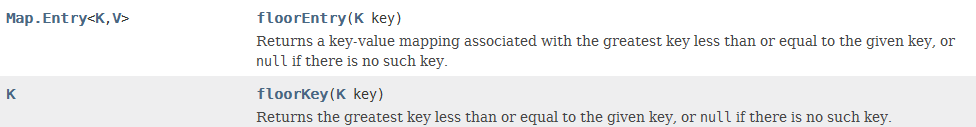 Map.Entry<K,V> floorEntry(K key)
Returns a key-value mapping associated with the greatest key less than or equal to the given key, or
null if there is no such key.
K floorKey(K key)
Returns the greatest key less than or equal to the given key, or null if there is no such key.